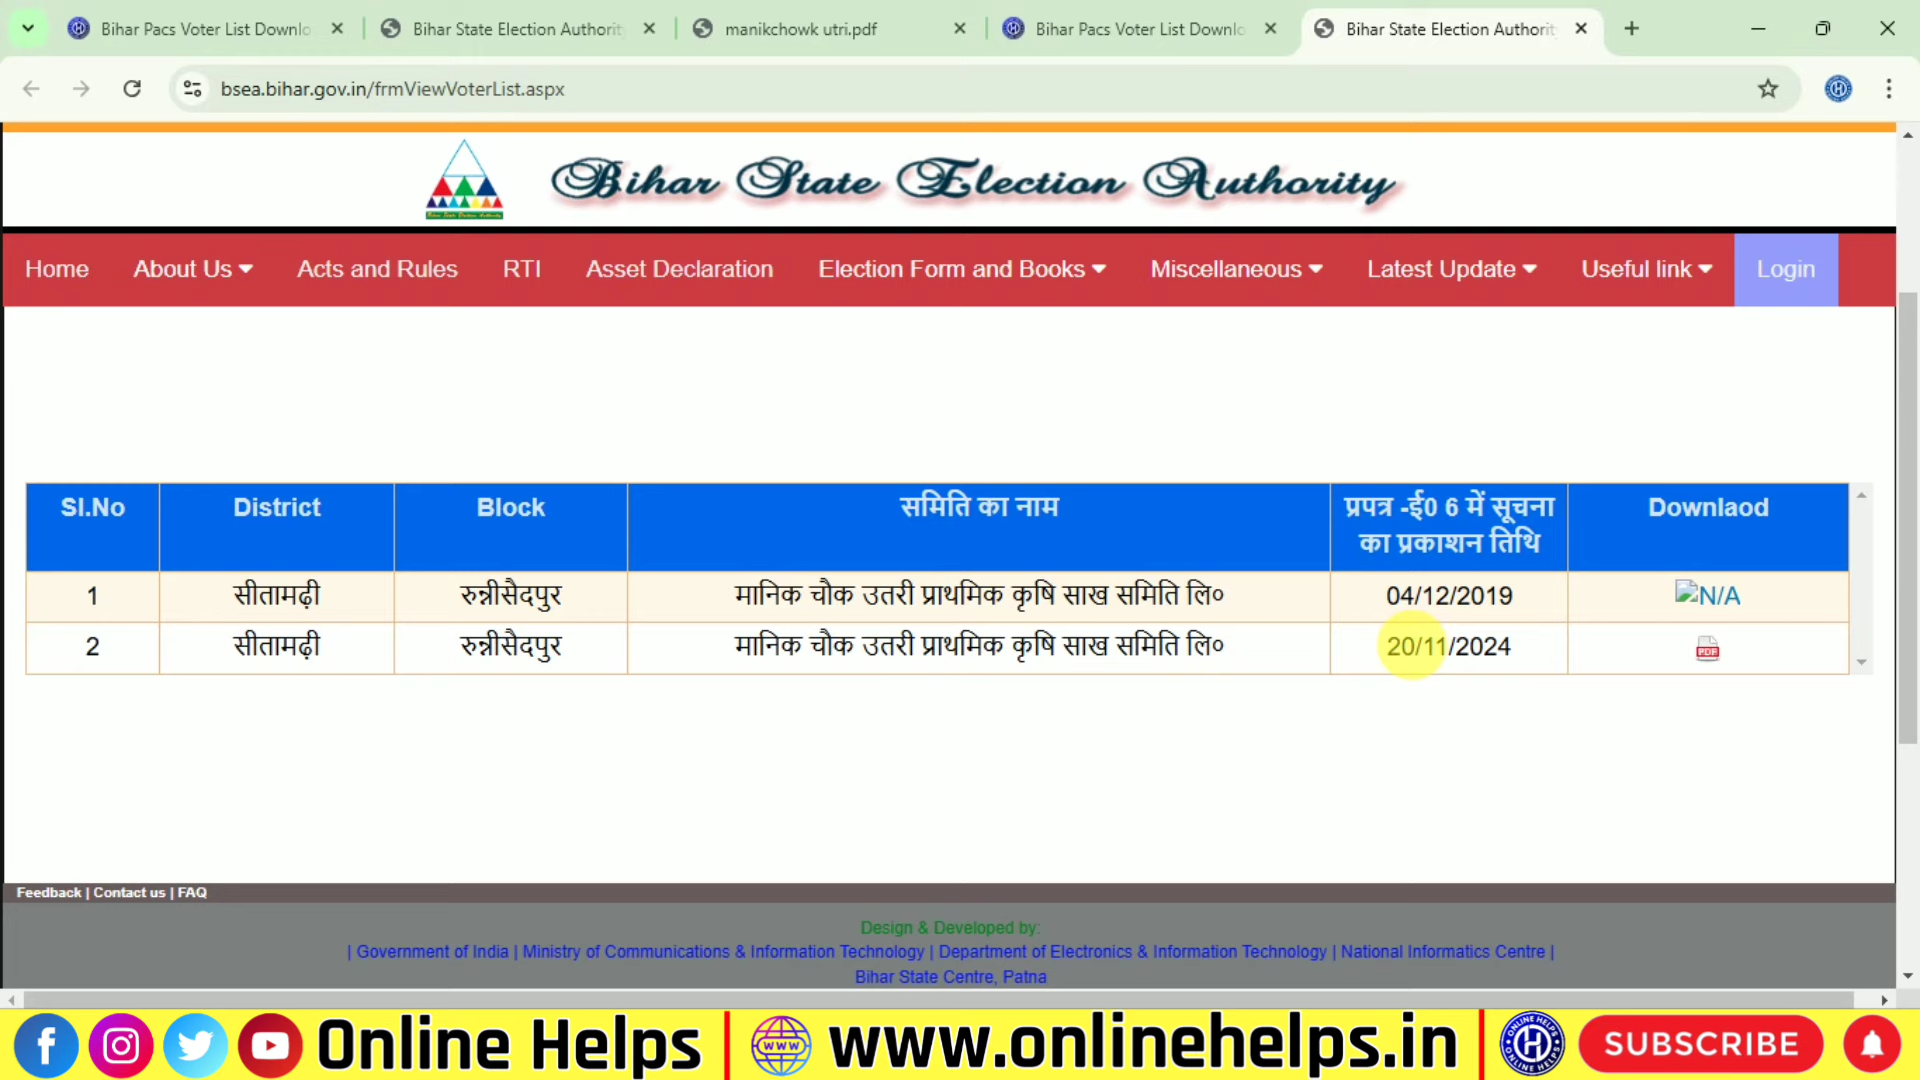 Bihar Pacs Voter List Downlo
Bihar State Election Authorit
manikchowk utri.pdf
Bihar Pacs Voter List Downlo
Bihar State Election Authorit
bsea.bihar.gov.in/frmViewVoterList.aspx
Bihar State Election Authority
Home About Us Acts and Rules RTI Asset Declaration Election Form and Books Miscellaneous Latest Update Useful link Login
Sl.No District Block समिति का नाम प्रपत्र -ई0 6 में सूचना Downlaod
का प्रकाशन तिथि
1 सीतामढ़ी रुन्नीसैदपुर मानिक चौक उतरी प्राथमिक कृषि साख समिति लि० 04/12/2019 N/A
2 सीतामढ़ी रुन्नीसैदपुर मानिक चौक उतरी प्राथमिक कृषि साख समिति लि० 20/11/2024 PDF
Feedback | Contact us | FAQ
Design & Developed by:
| Government of India | Ministry of Communications & Information Technology | Department of Electronics & Information Technology | National Informatics Centre |
Bihar State Centre, Patna
Online Helps | www www.onlinehelps.in | ONLINE HELPS SUBSCRIBE